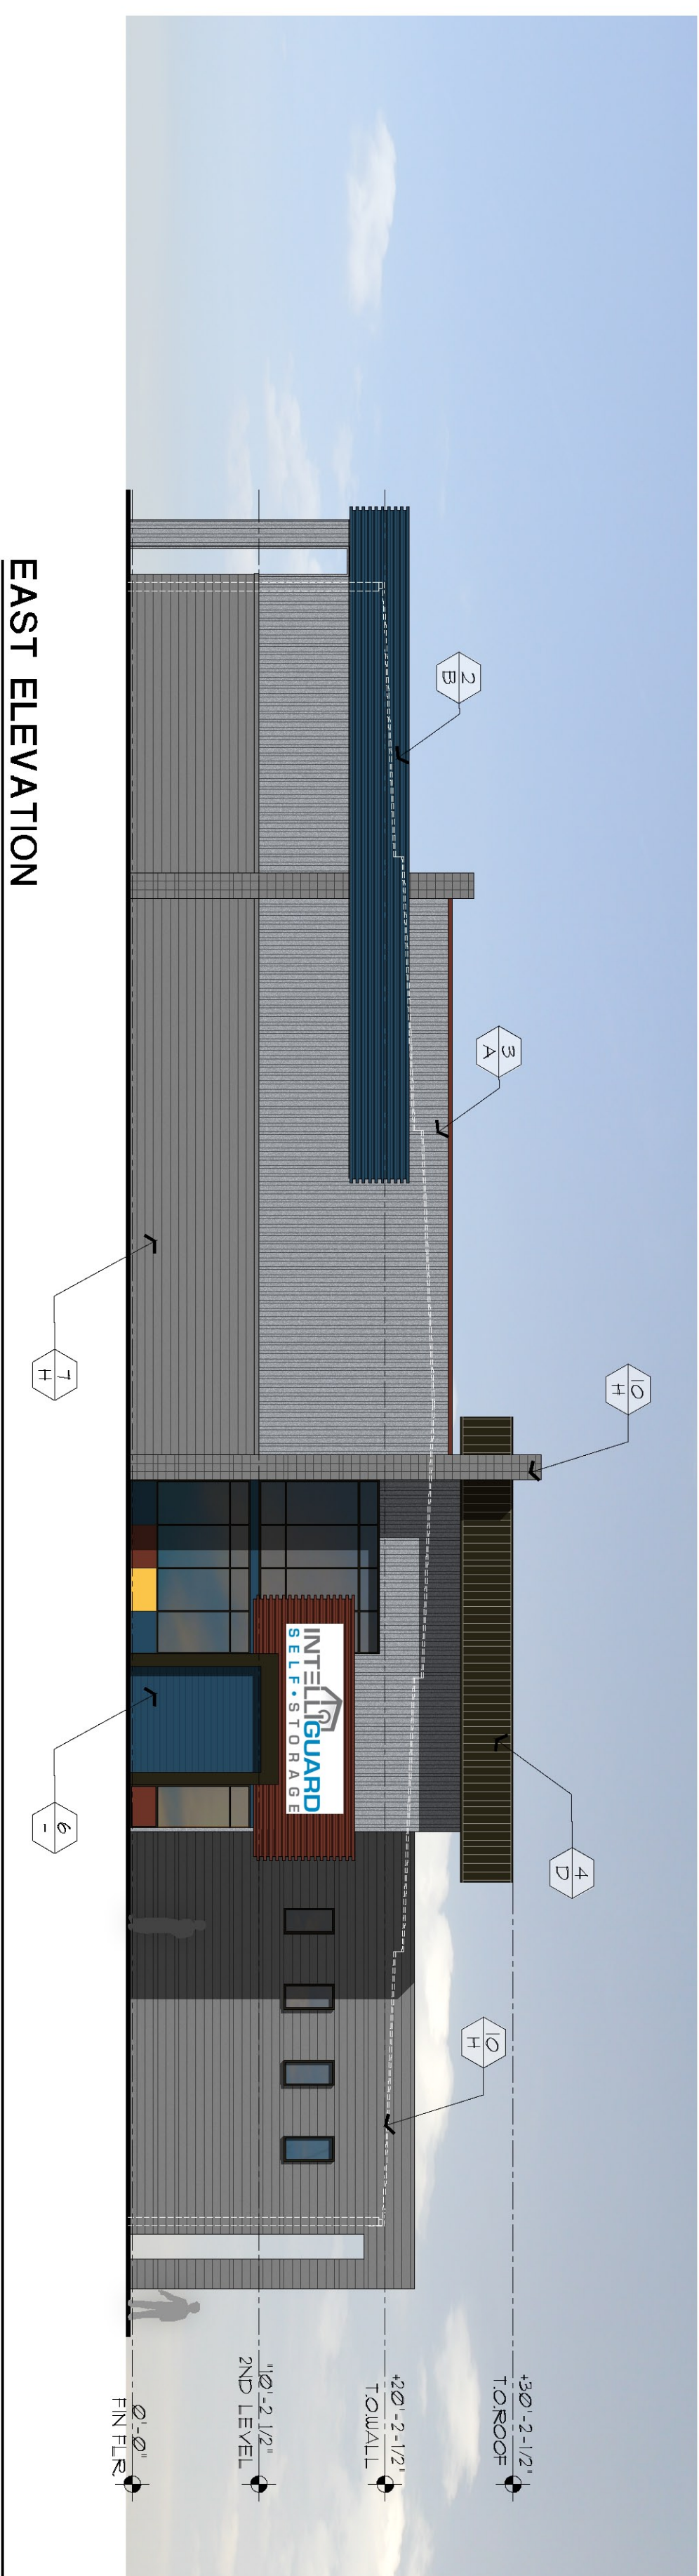 2
B
3
A
10
H
4
D
10
H
+30'-2-1/2"
T.O.ROOF
+20'-2-1/2"
T.O.WALL
INTELLIGUARD
SELF•STORAGE
"10'-2 1/2"
2ND LEVEL
0'-0"
FIN FLR.
7
H
6
-
EAST ELEVATION